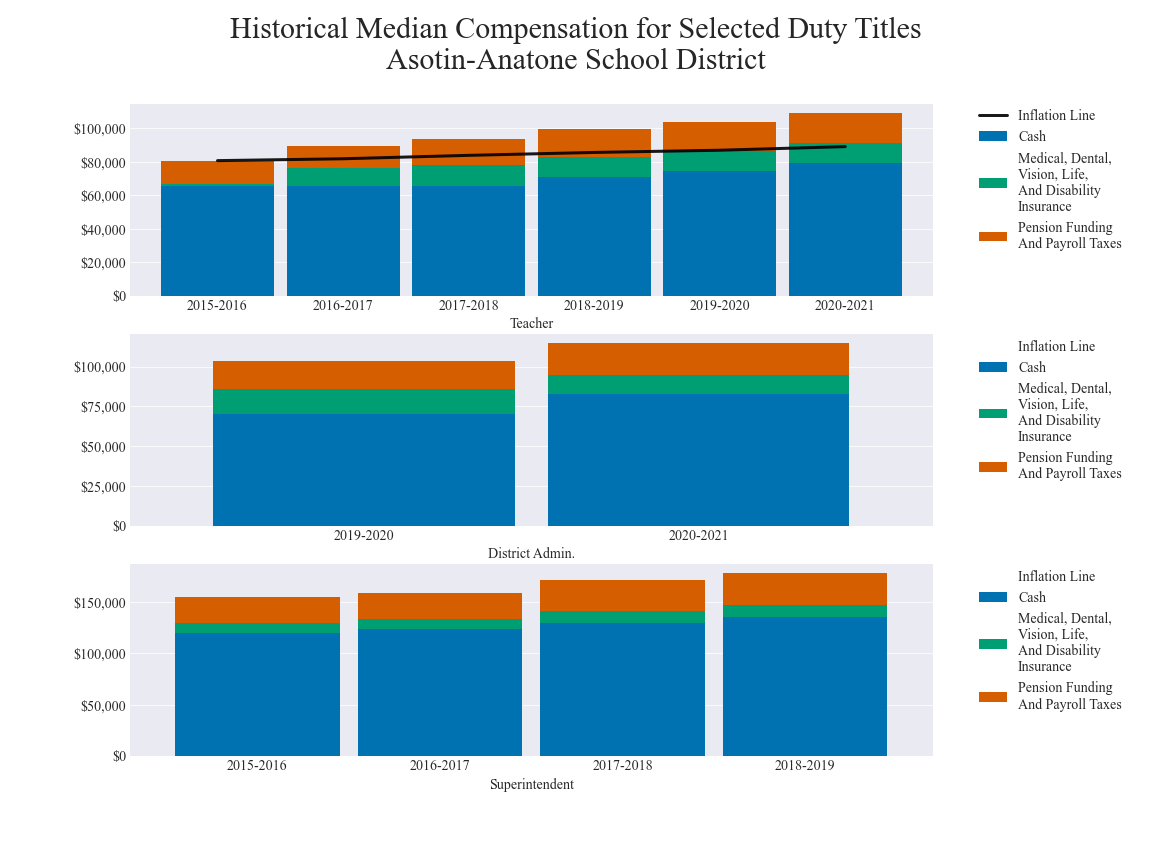 Historical Median Compensation for Selected Duty Titles
Asotin-Anatone School District
$100,000
$80,000
$60,000
$40,000
$20,000
$0
2015-2016
2016-2017
2017-2018
2018-2019
2019-2020
2020-2021
Teacher
Inflation Line
Cash
Medical, Dental,
Vision, Life,
And Disability
Insurance
Pension Funding
And Payroll Taxes
$100,000
$75,000
$50,000
$25,000
$0
2019-2020
2020-2021
District Admin.
Inflation Line
Cash
Medical, Dental,
Vision, Life,
And Disability
Insurance
Pension Funding
And Payroll Taxes
$150,000
$100,000
$50,000
$0
2015-2016
2016-2017
2017-2018
2018-2019
Superintendent
Inflation Line
Cash
Medical, Dental,
Vision, Life,
And Disability
Insurance
Pension Funding
And Payroll Taxes